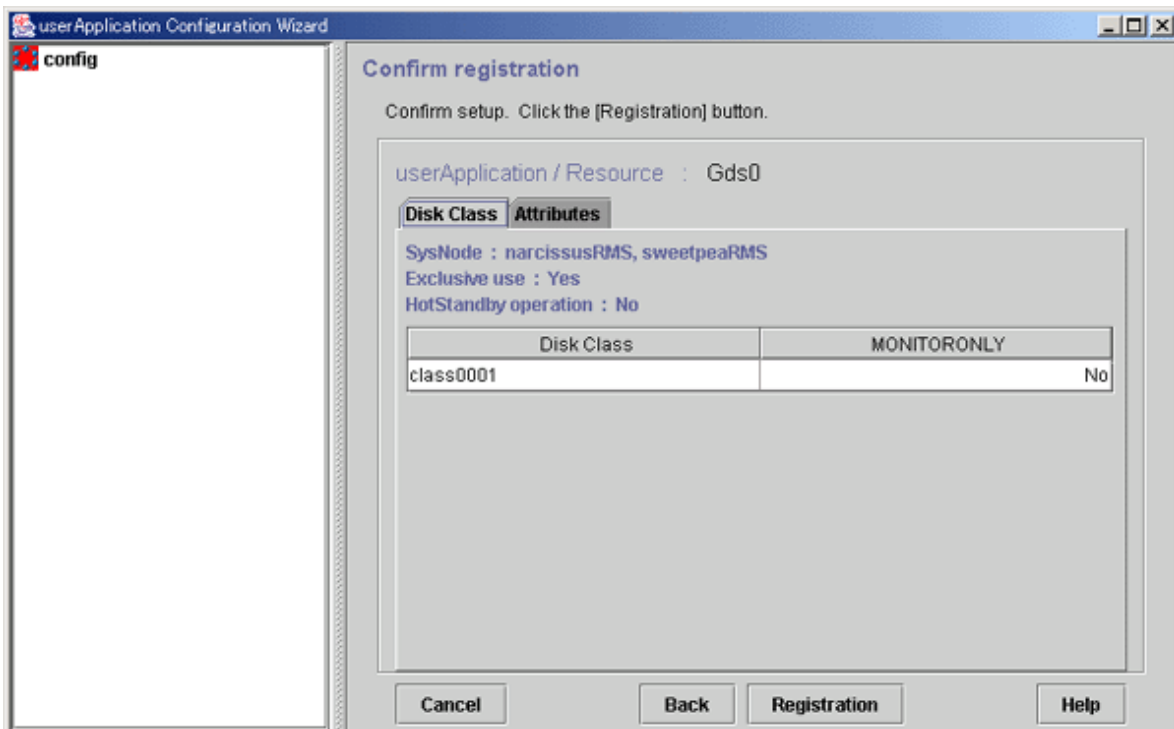 userApplication Configuration Wizard
config
Confirm registration
Confirm setup. Click the [Registration] button.
userApplication / Resource : Gds0
Disk Class Attributes
SysNode : narcissusRMS, sweetpeaRMS
Exclusive use : Yes
HotStandby operation : No
Disk Class MONITORONLY
class0001 No
Cancel Back Registration Help